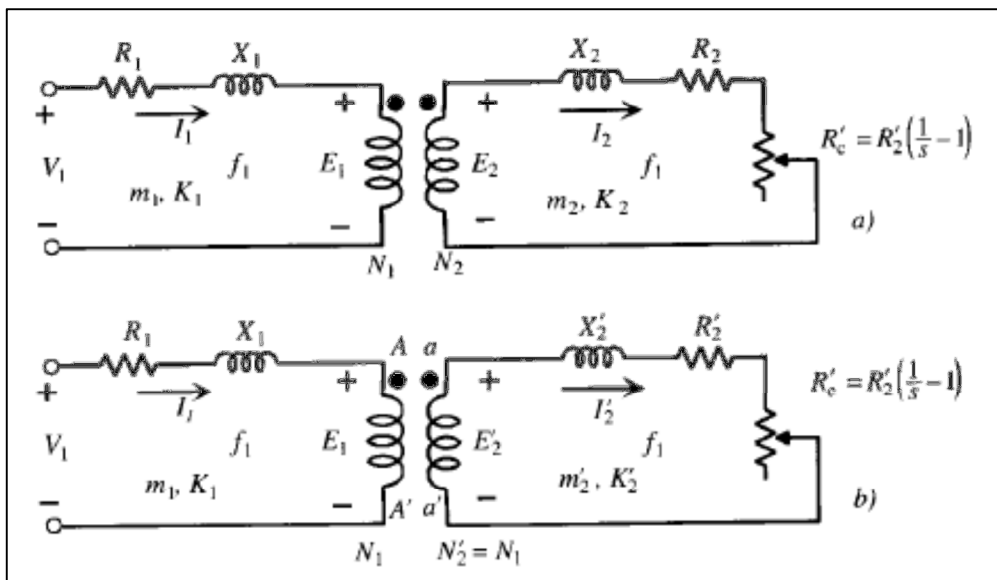 R₁ X₁ X₂ R₂
+ I₁ + + I₂ R'c = R'₂(1/s − 1)
V₁ f₁ E₁ E₂ f₁
m₁, K₁ m₂, K₂
− − − a)
N₁ N₂
R₁ X₁ A a X'₂ R'₂
+ I₁ + + I'₂ R'c = R'₂(1/s − 1)
V₁ f₁ E₁ E'₂ f₁
m₁, K₁ m'₂, K'₂
− − A' a' − b)
N₁ N'₂ = N₁